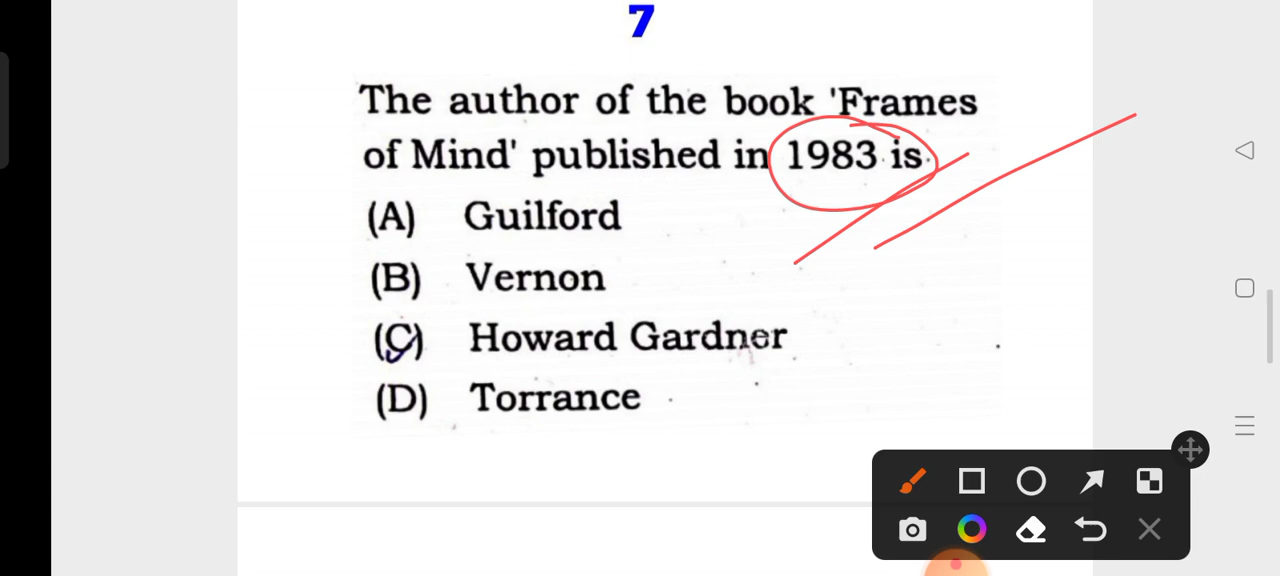 7
The author of the book 'Frames
of Mind' published in 1983 is
(A) Guilford
(B) Vernon
(C) Howard Gardner
(D) Torrance